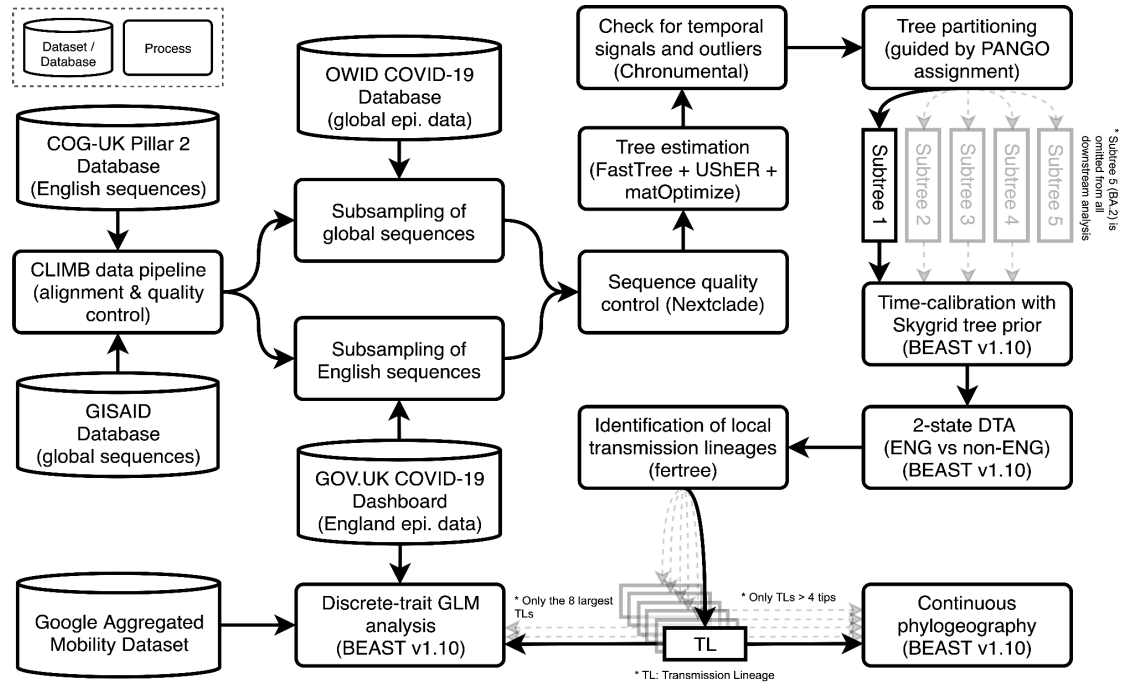 Dataset /
Database
Process
COG-UK Pillar 2
Database
(English sequences)
CLIMB data pipeline
(alignment & quality
control)
GISAID
Database
(global sequences)
OWID COVID-19
Database
(global epi. data)
Subsampling of
global sequences
Subsampling of
English sequences
GOV.UK COVID-19
Dashboard
(England epi. data)
Google Aggregated
Mobility Dataset
Discrete-trait GLM
analysis
(BEAST v1.10)
Check for temporal
signals and outliers
(Chronumental)
Tree estimation
(FastTree + UShER +
matOptimize)
Sequence quality
control (Nextclade)
Tree partitioning
(guided by PANGO
assignment)
Subtree 1
Subtree 2
Subtree 3
Subtree 4
Subtree 5
* Subtree 5 (BA.2) is
omitted from all
downstream analysis
Time-calibration with
Skygrid tree prior
(BEAST v1.10)
2-state DTA
(ENG vs non-ENG)
(BEAST v1.10)
Identification of local
transmission lineages
(fertree)
* Only the 8 largest
TLs
* Only TLs > 4 tips
TL
* TL: Transmission Lineage
Continuous
phylogeography
(BEAST v1.10)